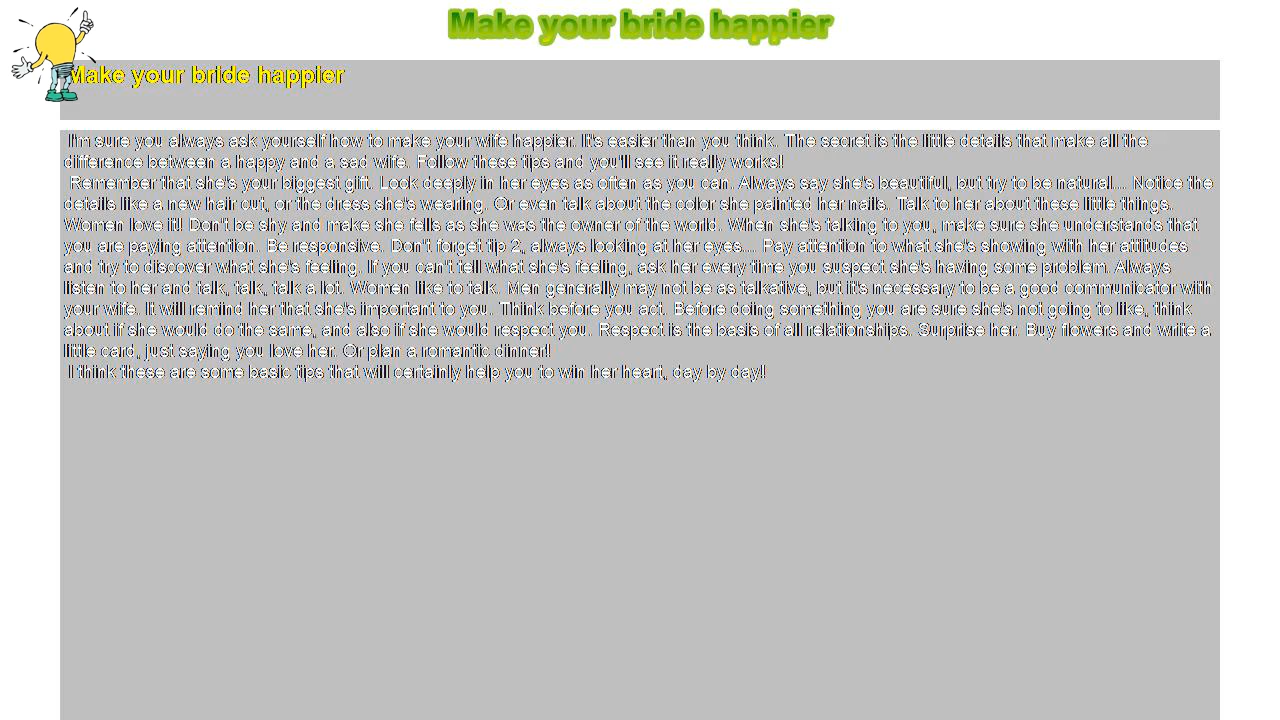 Make your bride happier
Make your bride happier
I'm sure you always ask yourself how to make your wife happier. It's easier than you think. The secret is the little details that make all the
difference between a happy and a sad wife. Follow these tips and you'll see it really works!
Remember that she's your biggest gift. Look deeply in her eyes as often as you can. Always say she's beautiful, but try to be natural... Notice the
details like a new hair cut, or the dress she's wearing. Or even talk about the color she painted her nails. Talk to her about these little things.
Women love it! Don't be shy and make she fells as she was the owner of the world. When she's talking to you, make sure she understands that
you are paying attention. Be responsive. Don't forget tip 2, always looking at her eyes... Pay attention to what she's showing with her attitudes
and try to discover what she's feeling. If you can't tell what she's feeling, ask her every time you suspect she's having some problem. Always
listen to her and talk, talk, talk a lot. Women like to talk. Men generally may not be as talkative, but it's necessary to be a good communicator with
your wife. It will remind her that she's important to you. Think before you act. Before doing something you are sure she's not going to like, think
about if she would do the same, and also if she would respect you. Respect is the basis of all relationships. Surprise her. Buy flowers and write a
little card, just saying you love her. Or plan a romantic dinner!
I think these are some basic tips that will certainly help you to win her heart, day by day!